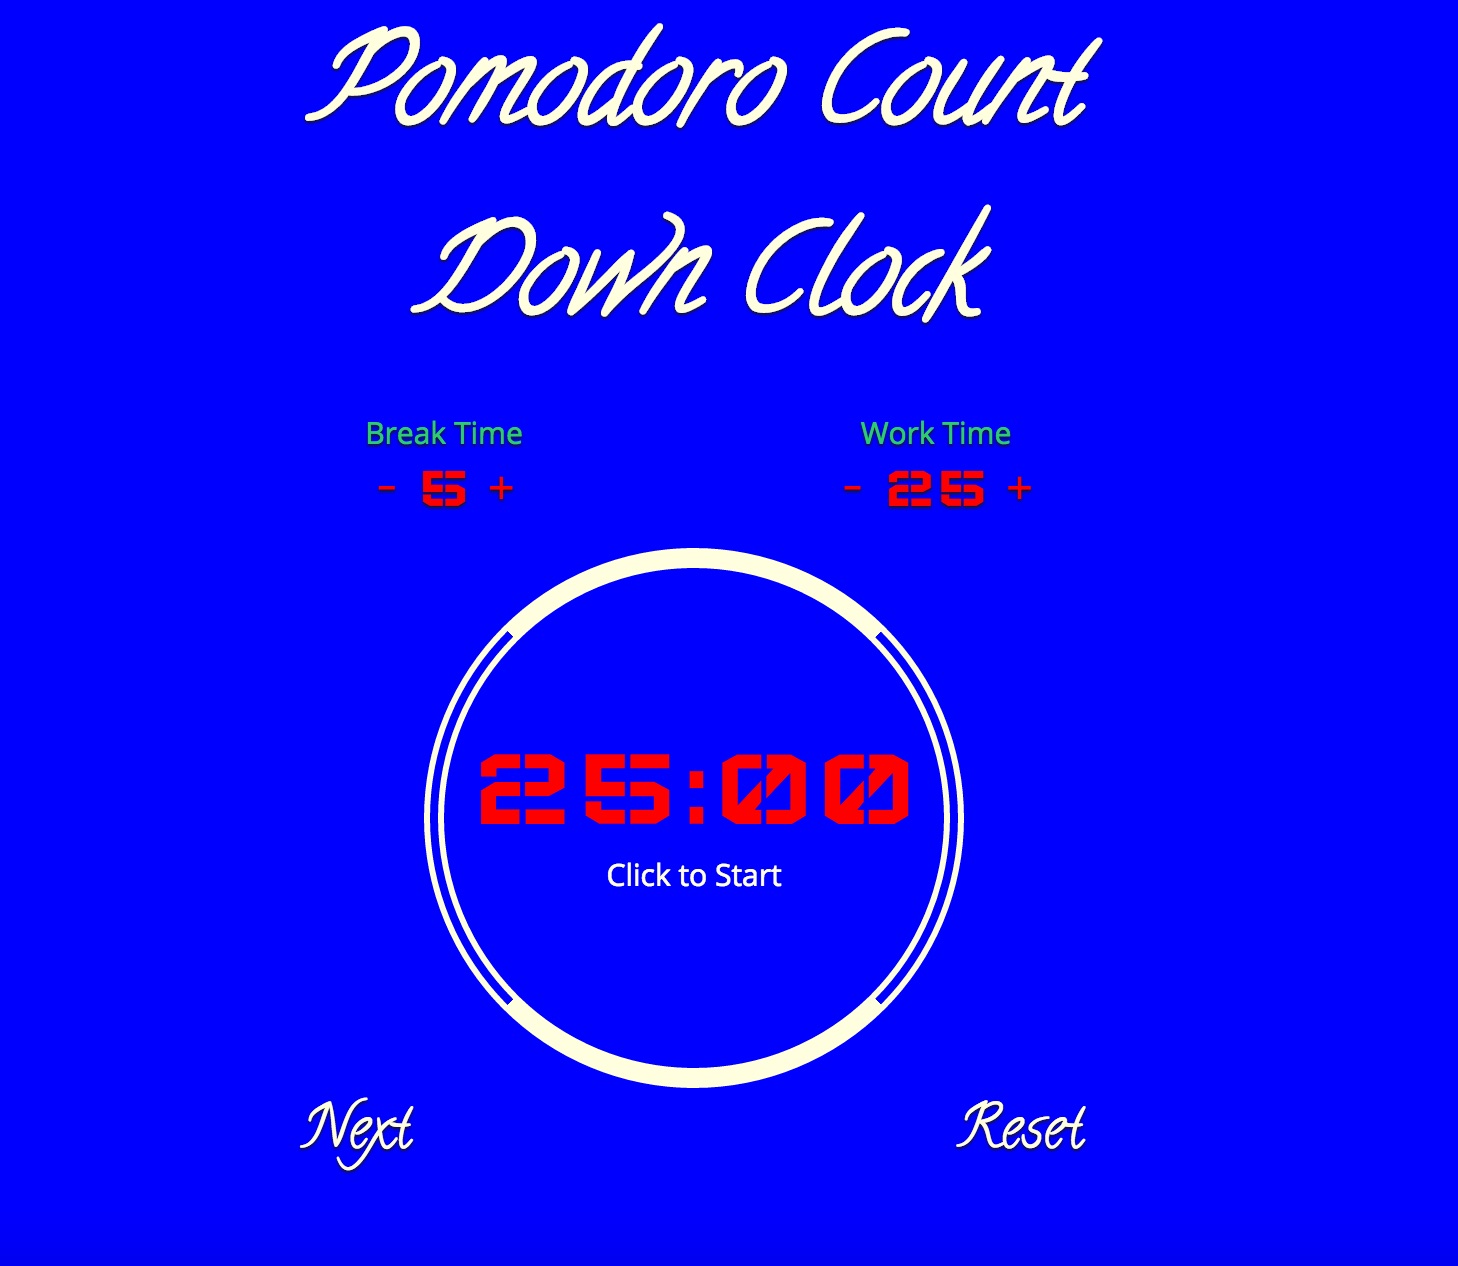 Pomodoro Count
Down Clock
Break Time
Work Time
- 5 +
- 25 +
25:00
Click to Start
Next
Reset